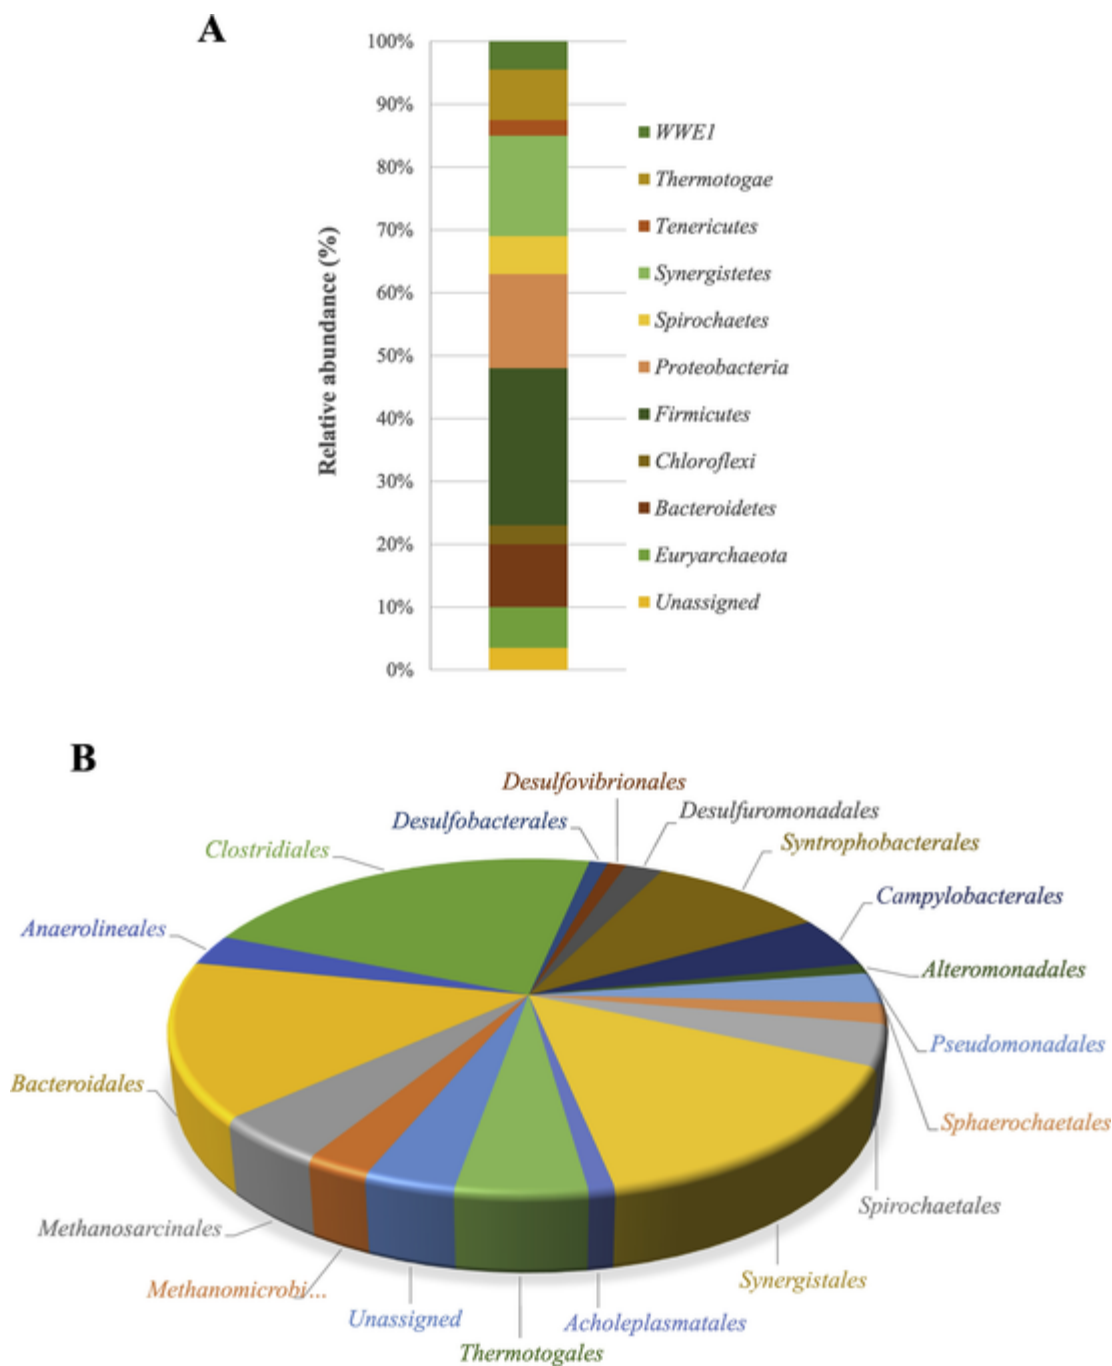 A
100%
90%
80%
70%
60%
50%
40%
30%
20%
10%
0%
Relative abundance (%)
WWE1
Thermotogae
Tenericutes
Synergistetes
Spirochaetes
Proteobacteria
Firmicutes
Chloroflexi
Bacteroidetes
Euryarchaeota
Unassigned
B
Desulfovibrionales
Desulfobacterales
Desulfuromonadales
Clostridiales
Syntrophobacterales
Campylobacterales
Anaerolineales
Alteromonadales
Pseudomonadales
Bacteroidales
Sphaerochaetales
Spirochaetales
Methanosarcinales
Synergistales
Methanomicrobi...
Unassigned
Acholeplasmatales
Thermotogales